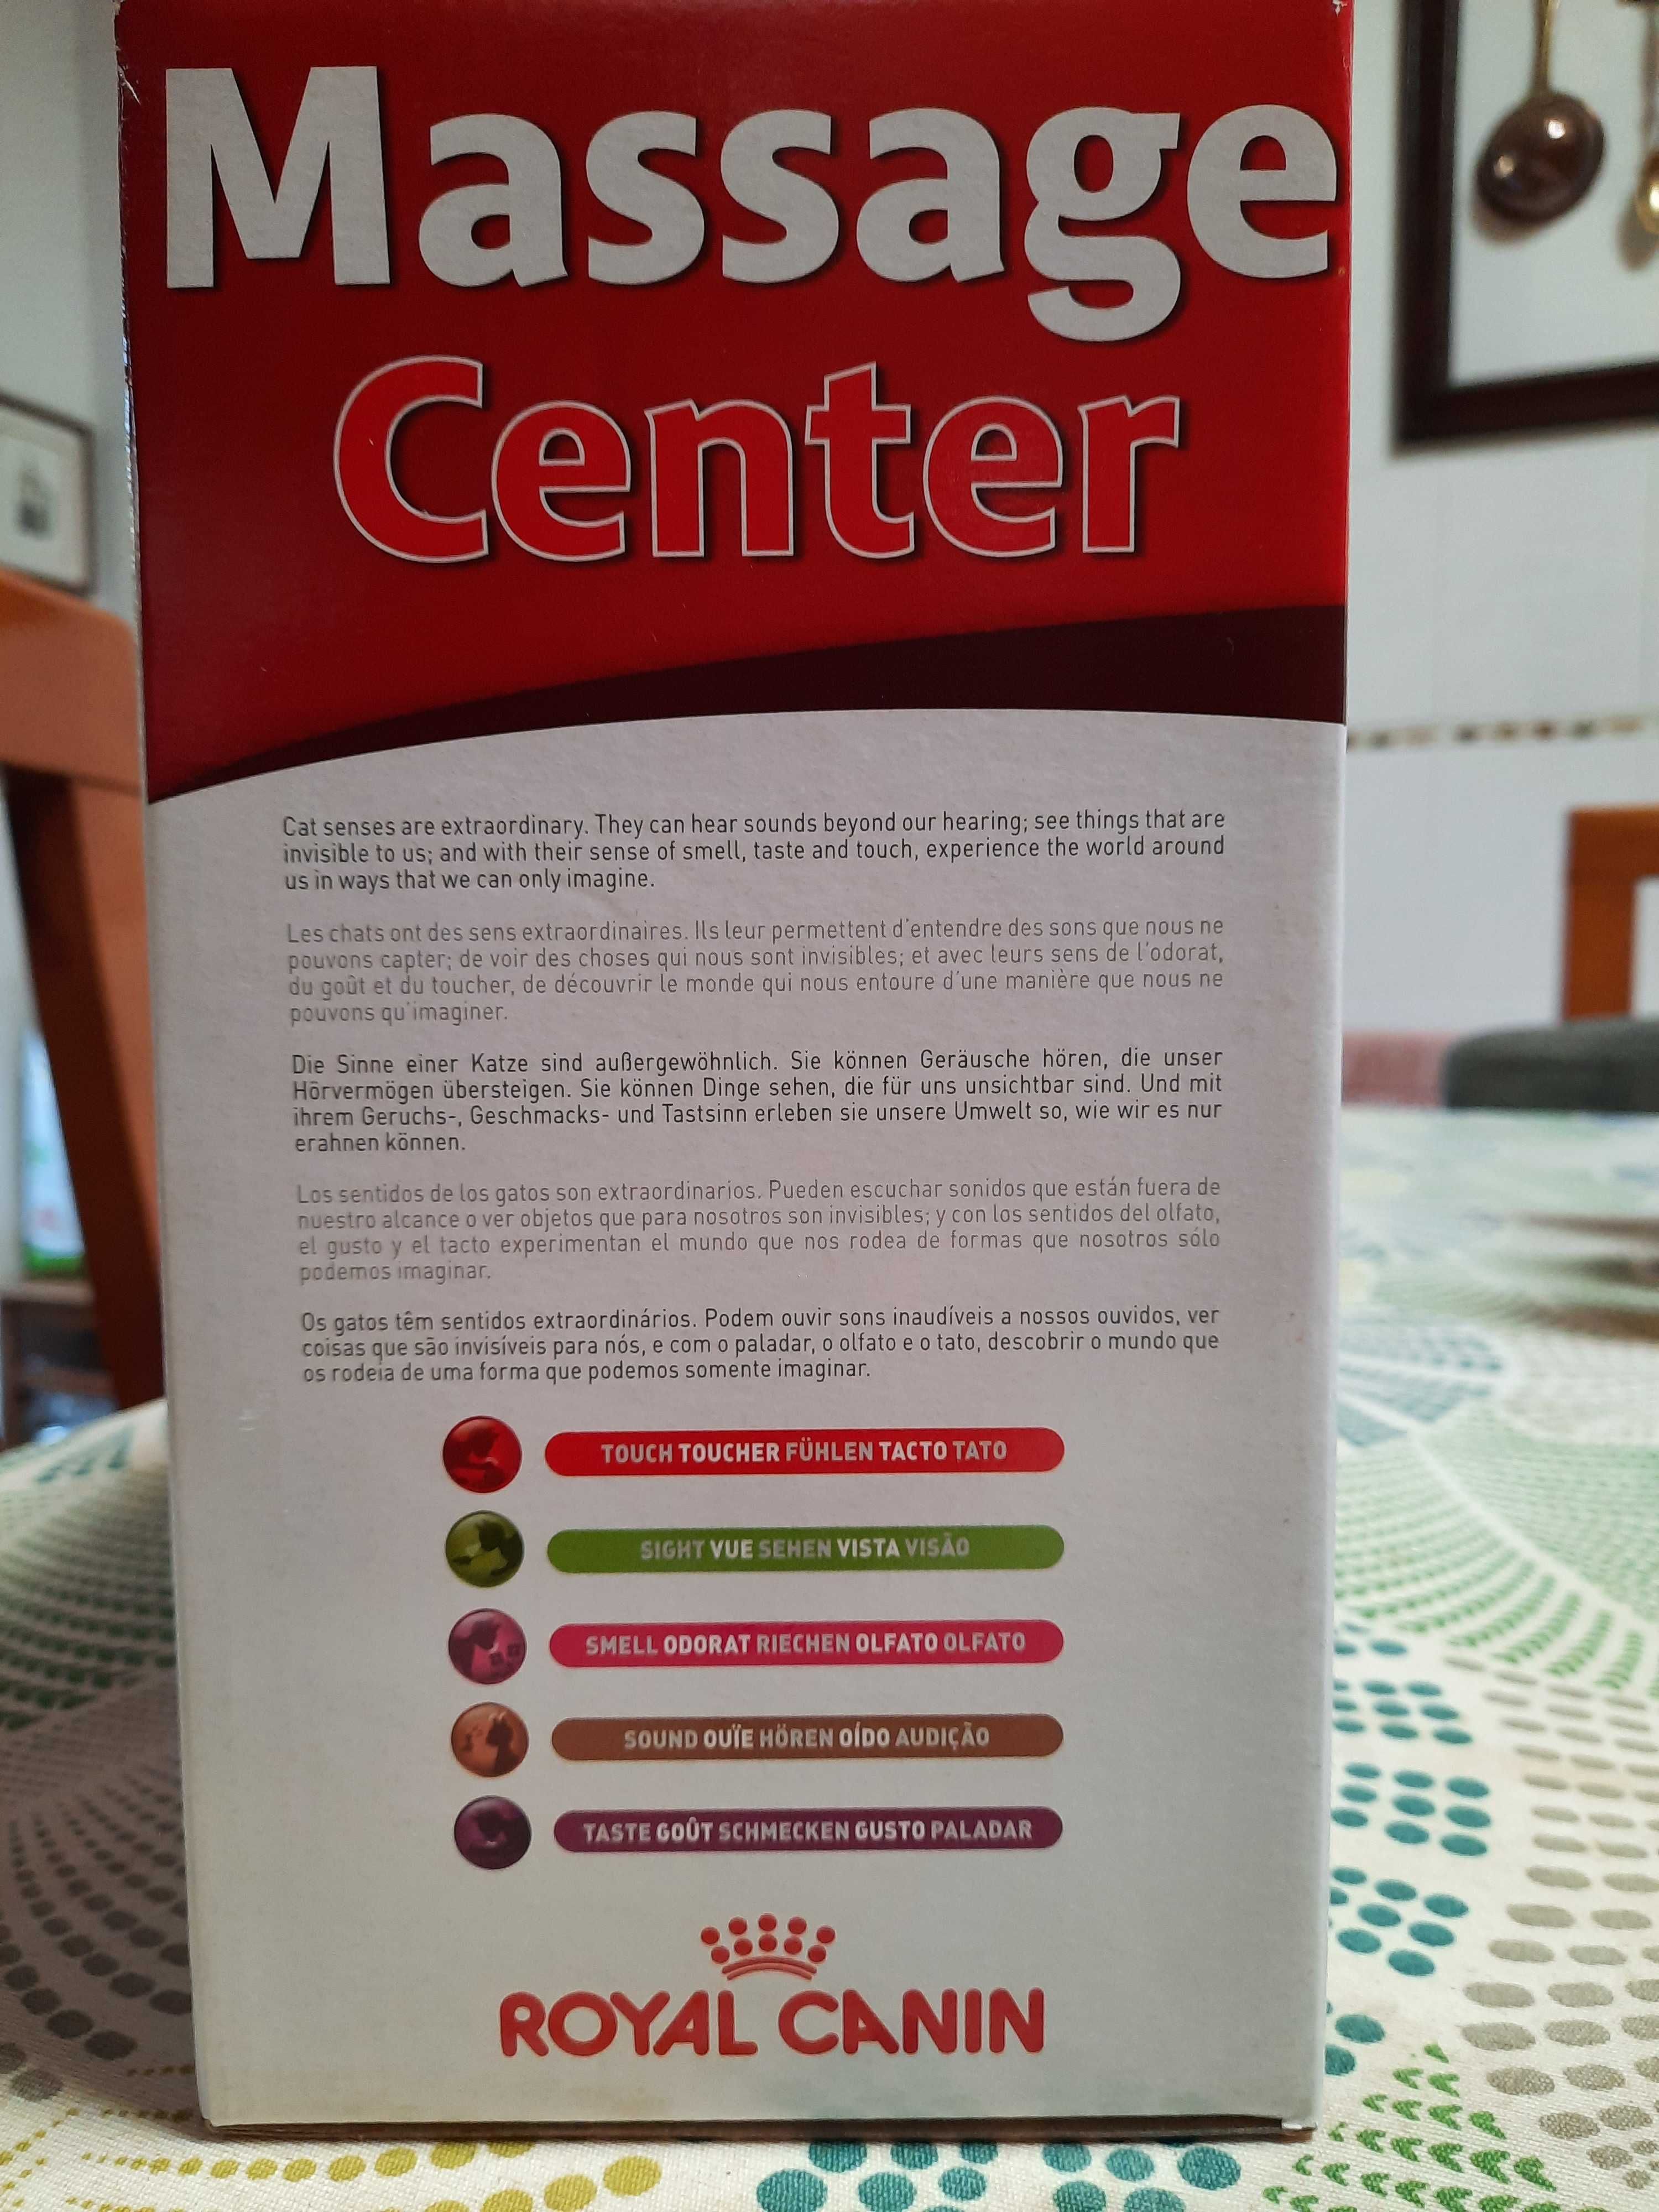 Massage
Center
Cat senses are extraordinary. They can hear sounds beyond our hearing; see things that are
invisible to us; and with their sense of smell, taste and touch, experience the world around
us in ways that we can only imagine.
Les chats ont des sens extraordinaires. Ils leur permettent d'entendre des sons que nous ne
pouvons capter; de voir des choses qui nous sont invisibles; et avec leurs sens de l'odorat,
du goût et du toucher, de découvrir le monde qui nous entoure d'une manière que nous ne
pouvons qu'imaginer.
Die Sinne einer Katze sind außergewöhnlich. Sie können Geräusche hören, die unser
Hörvermögen übersteigen. Sie können Dinge sehen, die für uns unsichtbar sind. Und mit
ihrem Geruchs-, Geschmacks- und Tastsinn erleben sie unsere Umwelt so, wie wir es nur
erahnen können.
Los sentidos de los gatos son extraordinarios. Pueden escuchar sonidos que están fuera de
nuestro alcance o ver objetos que para nosotros son invisibles; y con los sentidos del olfato,
el gusto y el tacto experimentan el mundo que nos rodea de formas que nosotros sólo
podemos imaginar.
Os gatos têm sentidos extraordinários. Podem ouvir sons inaudíveis a nossos ouvidos, ver
coisas que são invisíveis para nós, e com o paladar, o olfato e o tato, descobrir o mundo que
os rodeia de uma forma que podemos somente imaginar.
TOUCH TOUCHER FÜHLEN TACTO TATO
SIGHT VUE SEHEN VISTA VISÃO
SMELL ODORAT RIECHEN OLFATO OLFATO
SOUND OUÏE HÖREN OÍDO AUDIÇÃO
TASTE GOÛT SCHMECKEN GUSTO PALADAR
ROYAL CANIN